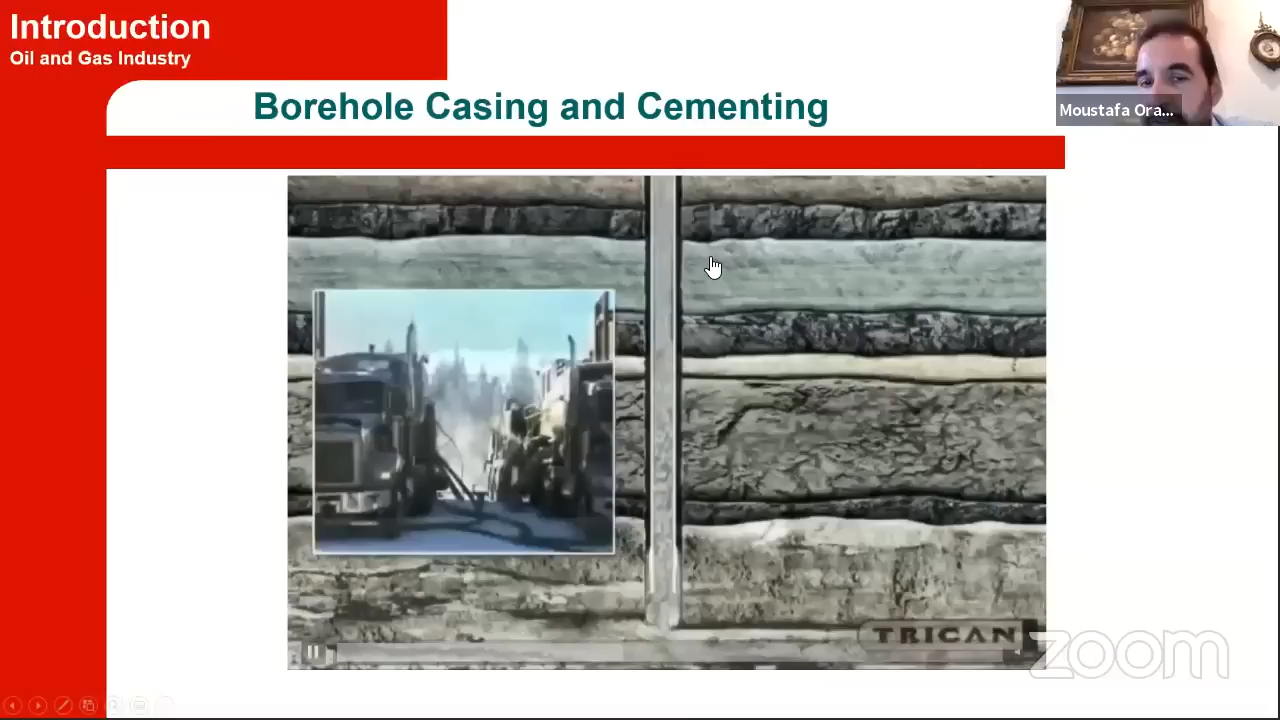 Introduction
Oil and Gas Industry
Borehole Casing and Cementing
Moustafa Ora...
TRICAN
zoom